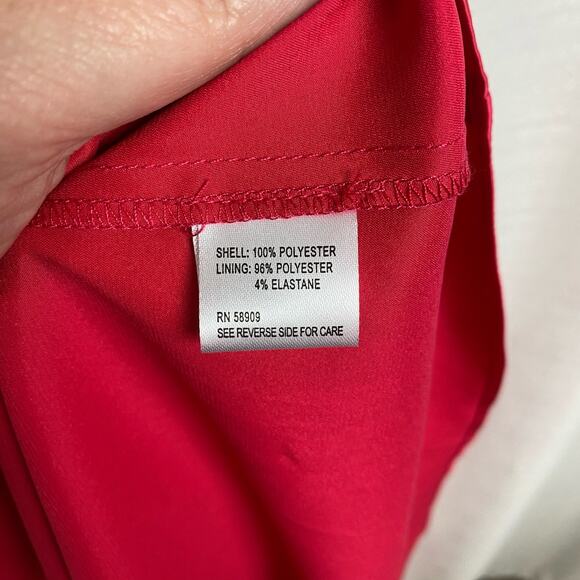 SHELL: 100% POLYESTER
LINING: 96% POLYESTER
4% ELASTANE
RN 58909
SEE REVERSE SIDE FOR CARE